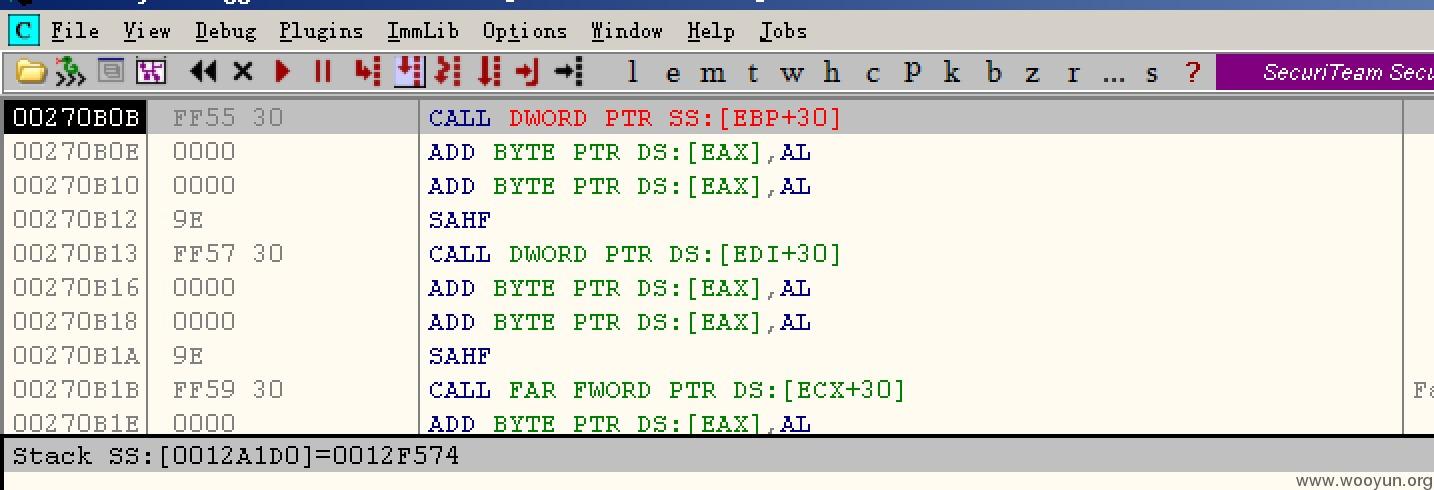 C File View Debug Plugins ImmLib Options Window Help Jobs
l e m t w h c P k b z r ... s ? SecuriTeam Secu
00270B0B FF55 30 CALL DWORD PTR SS:[EBP+30]
00270B0E 0000 ADD BYTE PTR DS:[EAX],AL
00270B10 0000 ADD BYTE PTR DS:[EAX],AL
00270B12 9E SAHF
00270B13 FF57 30 CALL DWORD PTR DS:[EDI+30]
00270B16 0000 ADD BYTE PTR DS:[EAX],AL
00270B18 0000 ADD BYTE PTR DS:[EAX],AL
00270B1A 9E SAHF
00270B1B FF59 30 CALL FAR FWORD PTR DS:[ECX+30] Fa
00270B1E 0000 ADD BYTE PTR DS:[EAX],AL
Stack SS:[0012A1D0]=0012F574
www.wooyun.org